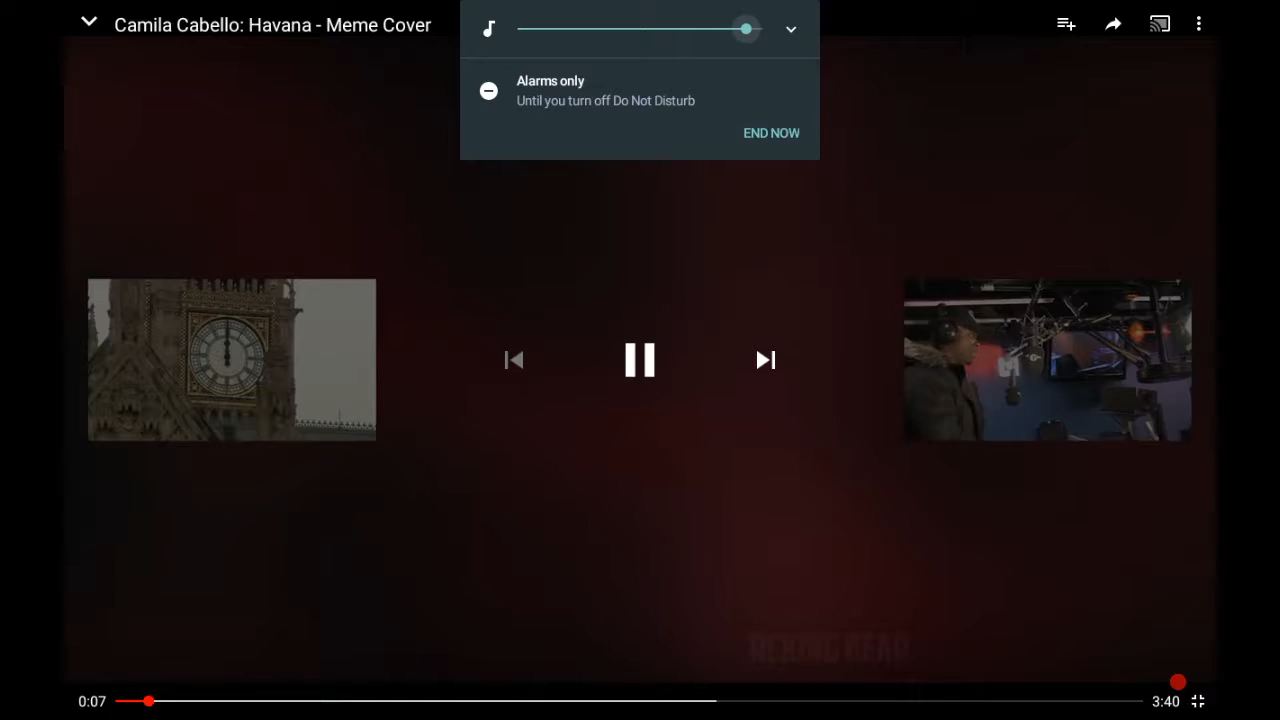 Camila Cabello: Havana - Meme Cover
Alarms only
Until you turn off Do Not Disturb
END NOW
0:07
3:40